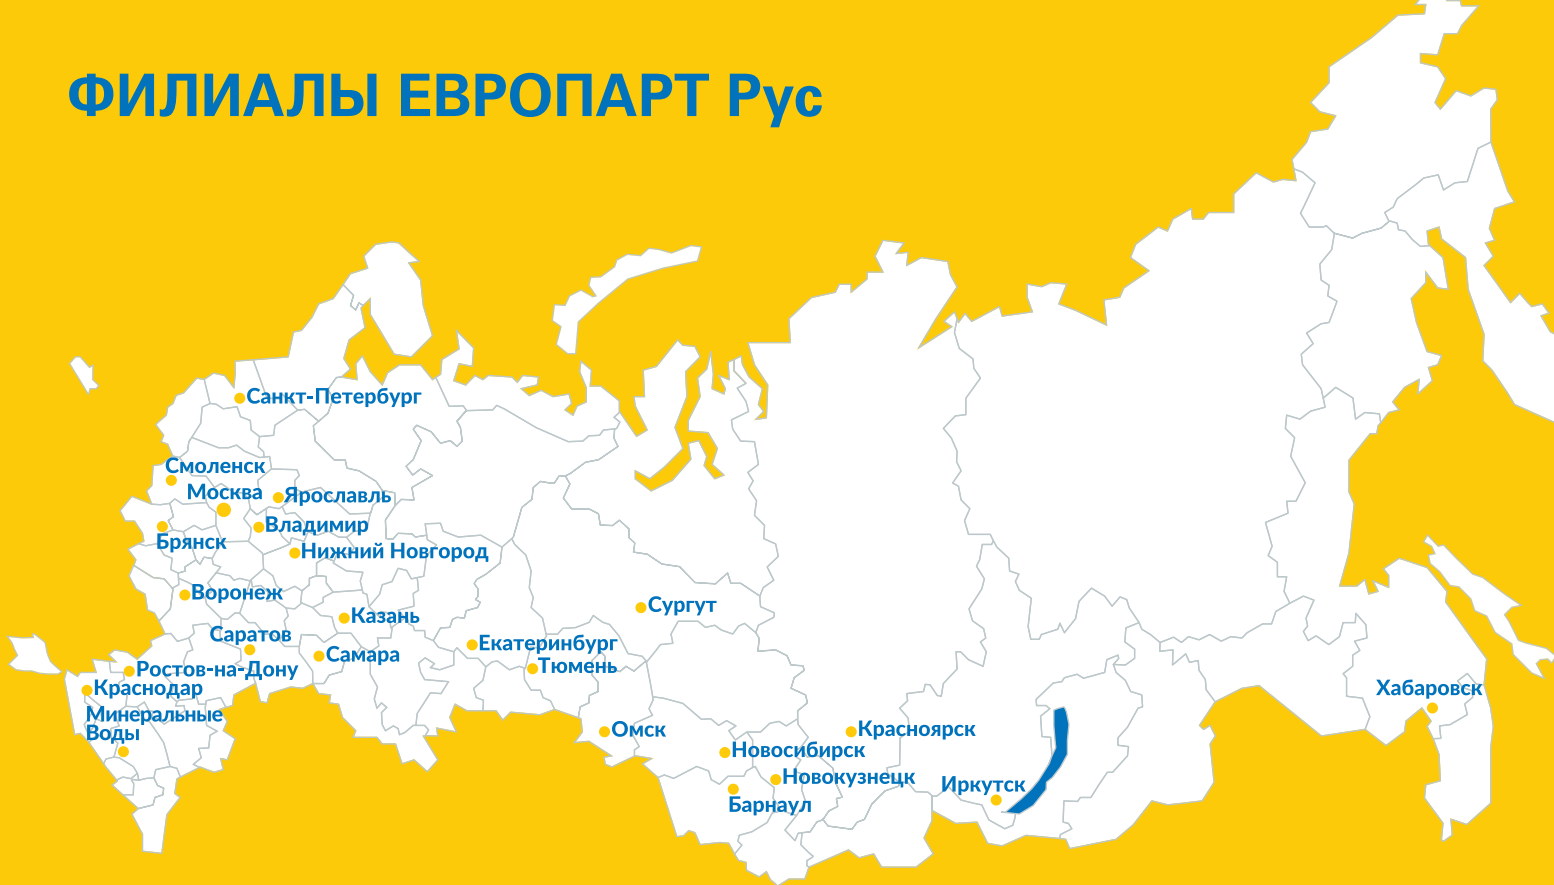 ФИЛИАЛЫ ЕВРОПАРТ Рус
Санкт-Петербург
Смоленск
Москва
Ярославль
Владимир
Брянск
Нижний Новгород
Воронеж
Казань
Сургут
Саратов
Екатеринбург
Самара
Тюмень
Ростов-на-Дону
Краснодар
Хабаровск
Минеральные
Воды
Омск
Красноярск
Новосибирск
Новокузнецк
Иркутск
Барнаул